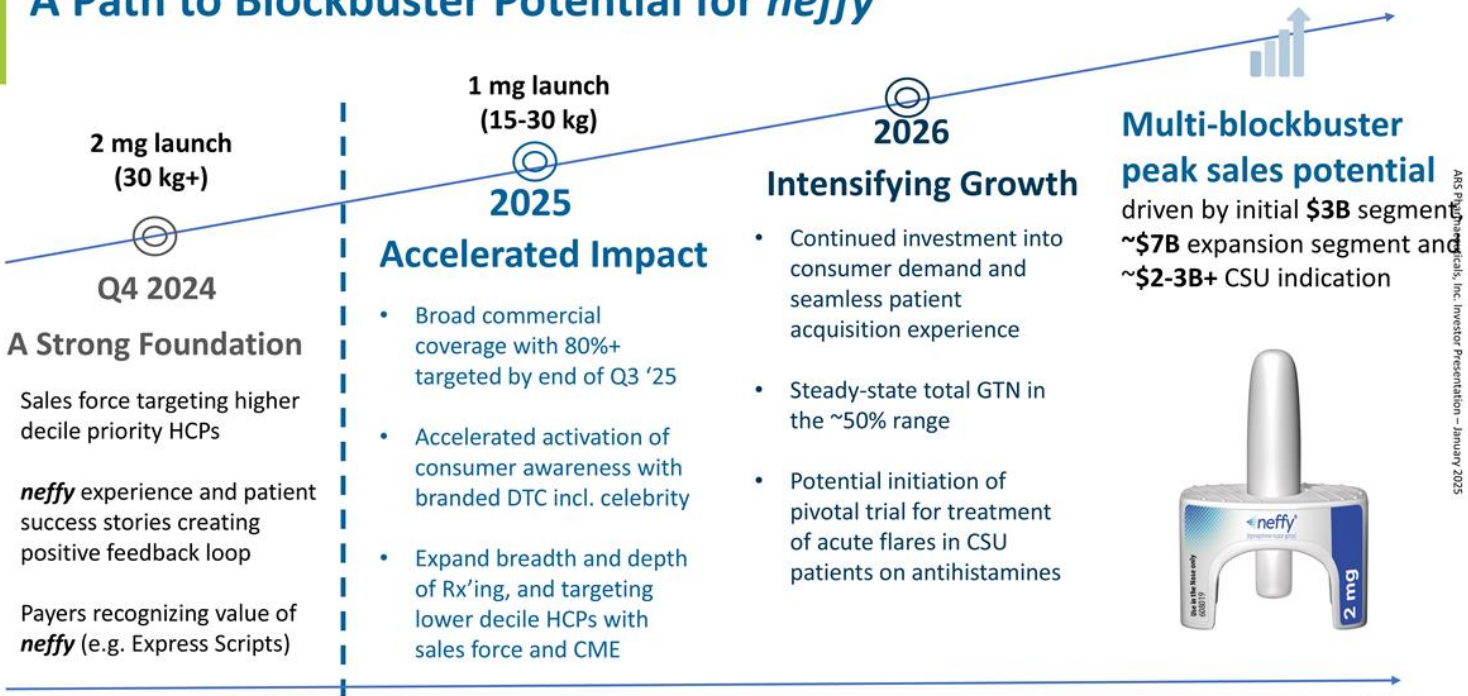 A Path to Blockbuster Potential for neffy
2 mg launch
(30 kg+)
Q4 2024
A Strong Foundation
Sales force targeting higher
decile priority HCPs
neffy experience and patient
success stories creating
positive feedback loop
Payers recognizing value of
neffy (e.g. Express Scripts)
1 mg launch
(15-30 kg)
2025
Accelerated Impact
• Broad commercial
coverage with 80%+
targeted by end of Q3 ‘25
• Accelerated activation of
consumer awareness with
branded DTC incl. celebrity
• Expand breadth and depth
of Rx’ing, and targeting
lower decile HCPs with
sales force and CME
2026
Intensifying Growth
• Continued investment into
consumer demand and
seamless patient
acquisition experience
• Steady-state total GTN in
the ~50% range
• Potential initiation of
pivotal trial for treatment
of acute flares in CSU
patients on antihistamines
Multi-blockbuster
peak sales potential
driven by initial $3B segment,
~$7B expansion segment and
~$2-3B+ CSU indication
neffy
Use in the Nose only
2 mg
ARS Pharmaceuticals, Inc. Investor Presentation – January 2025